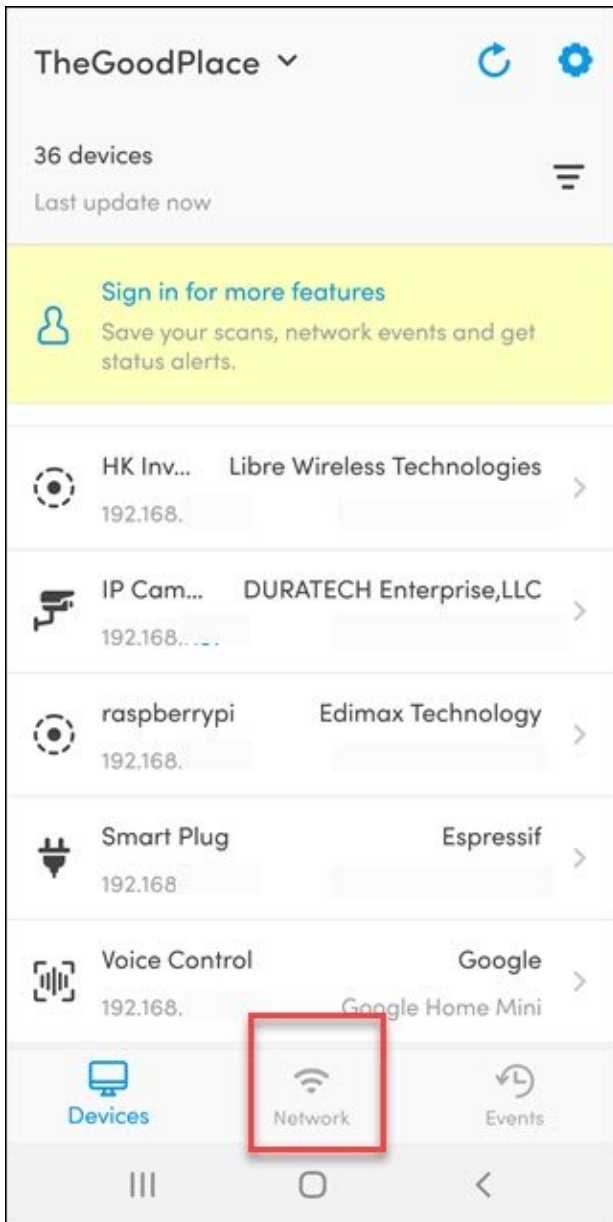 TheGoodPlace
36 devices
Last update now
Sign in for more features
Save your scans, network events and get
status alerts.
HK Inv... Libre Wireless Technologies
192.168.
IP Cam... DURATECH Enterprise,LLC
192.168.
raspberrypi Edimax Technology
192.168.
Smart Plug Espressif
192.168
Voice Control Google
192.168. Google Home Mini
Devices Network Events